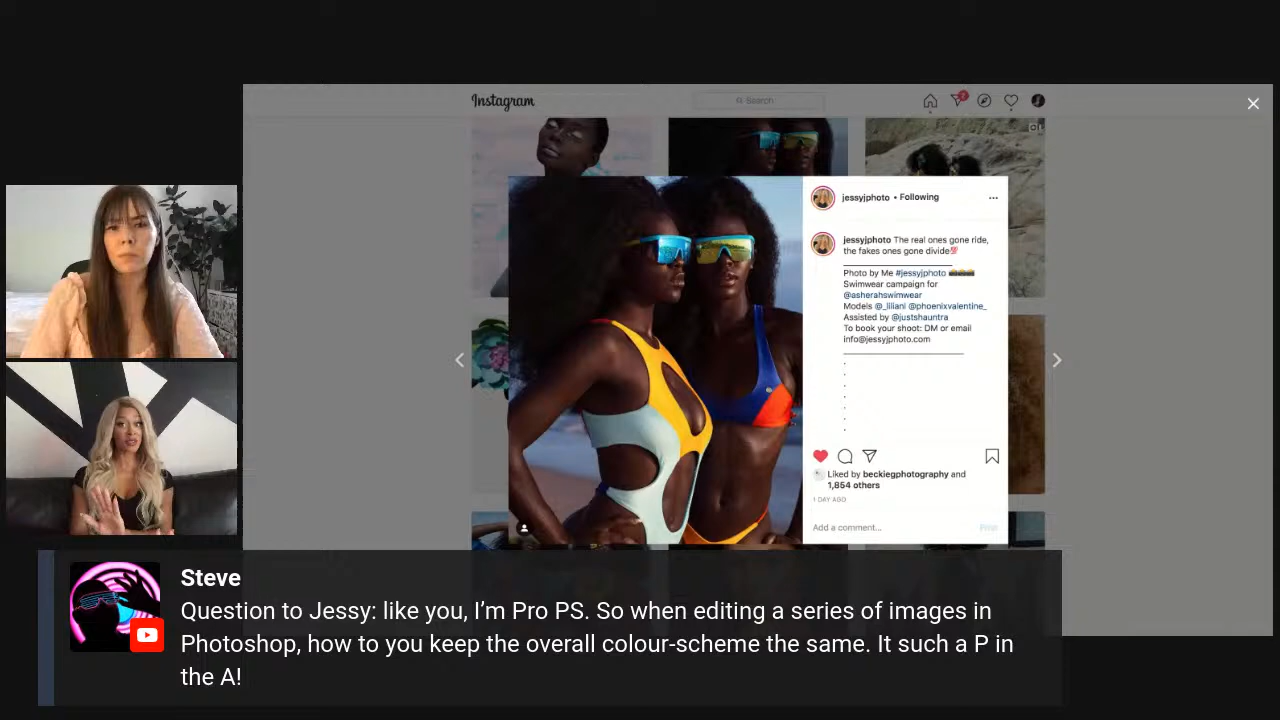 Instagram
Search
2
jessyjphoto • Following
jessyjphoto The real ones gone ride,
the fakes ones gone divide💯
Photo by Me #jessyjphoto 📸📸📸
Swimwear campaign for
@asherahswimwear
Models @_liliani @phoenixvalentine_
Assisted by @justshauntra
To book your shoot: DM or email
info@jessyjphoto.com
.
.
.
.
.
.
.
Liked by beckiegphotography and
1,854 others
1 DAY AGO
Add a comment...
Post
Steve
Question to Jessy: like you, I’m Pro PS. So when editing a series of images in
Photoshop, how to you keep the overall colour-scheme the same. It such a P in
the A!